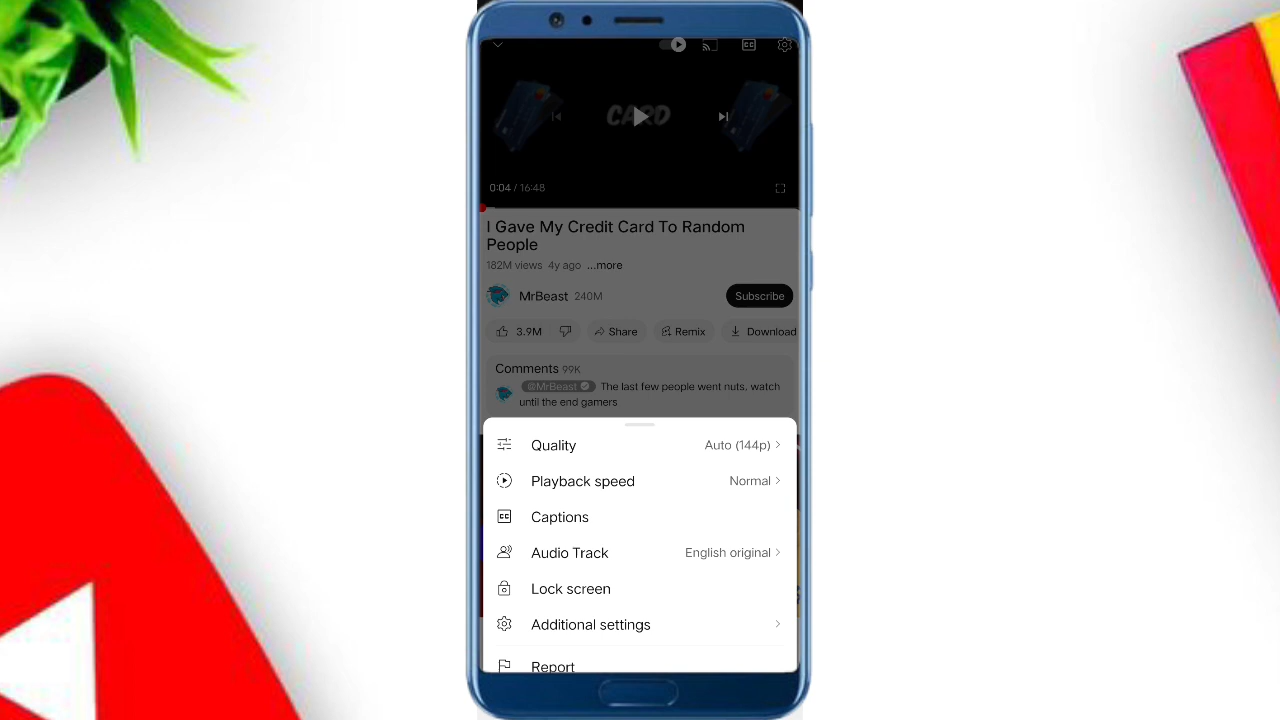 CARD
0:04 / 16:48
I Gave My Credit Card To Random
People
182M views 4y ago ...more
MrBeast 240M Subscribe
3.9M Share Remix Download
Comments 99K
@MrBeast The last few people went nuts, watch
until the end gamers
Quality Auto (144p)
Playback speed Normal
Captions
Audio Track English original
Lock screen
Additional settings
Report